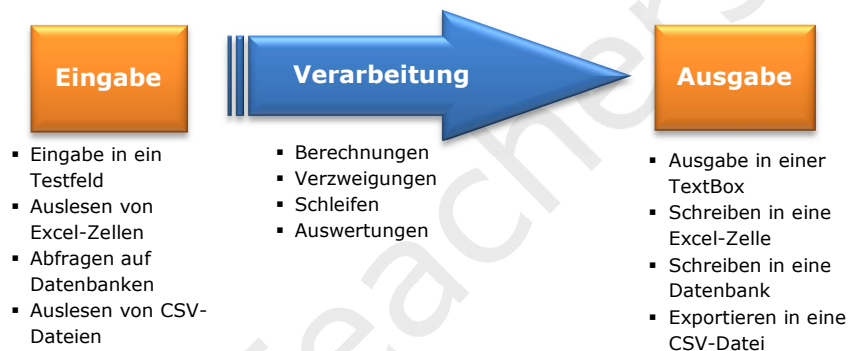 Eingabe
Verarbeitung
Ausgabe
▪ Eingabe in ein
Testfeld
▪ Auslesen von
Excel-Zellen
▪ Abfragen auf
Datenbanken
▪ Auslesen von CSV-
Dateien
▪ Berechnungen
▪ Verzweigungen
▪ Schleifen
▪ Auswertungen
▪ Ausgabe in einer
TextBox
▪ Schreiben in eine
Excel-Zelle
▪ Schreiben in eine
Datenbank
▪ Exportieren in eine
CSV-Datei